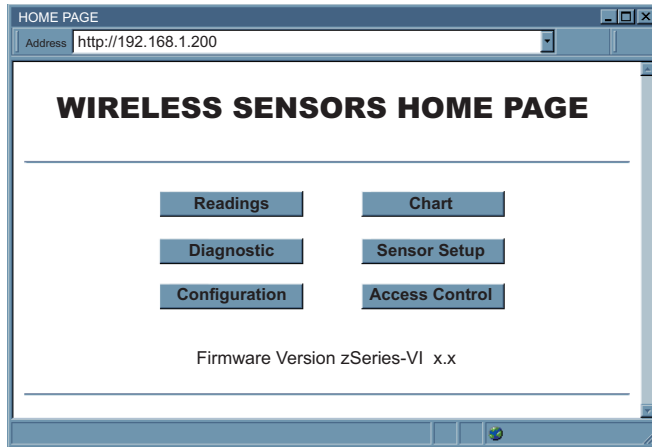 HOME PAGE
Address http://192.168.1.200
WIRELESS SENSORS HOME PAGE
Readings Chart
Diagnostic Sensor Setup
Configuration Access Control
Firmware Version zSeries-VI x.x